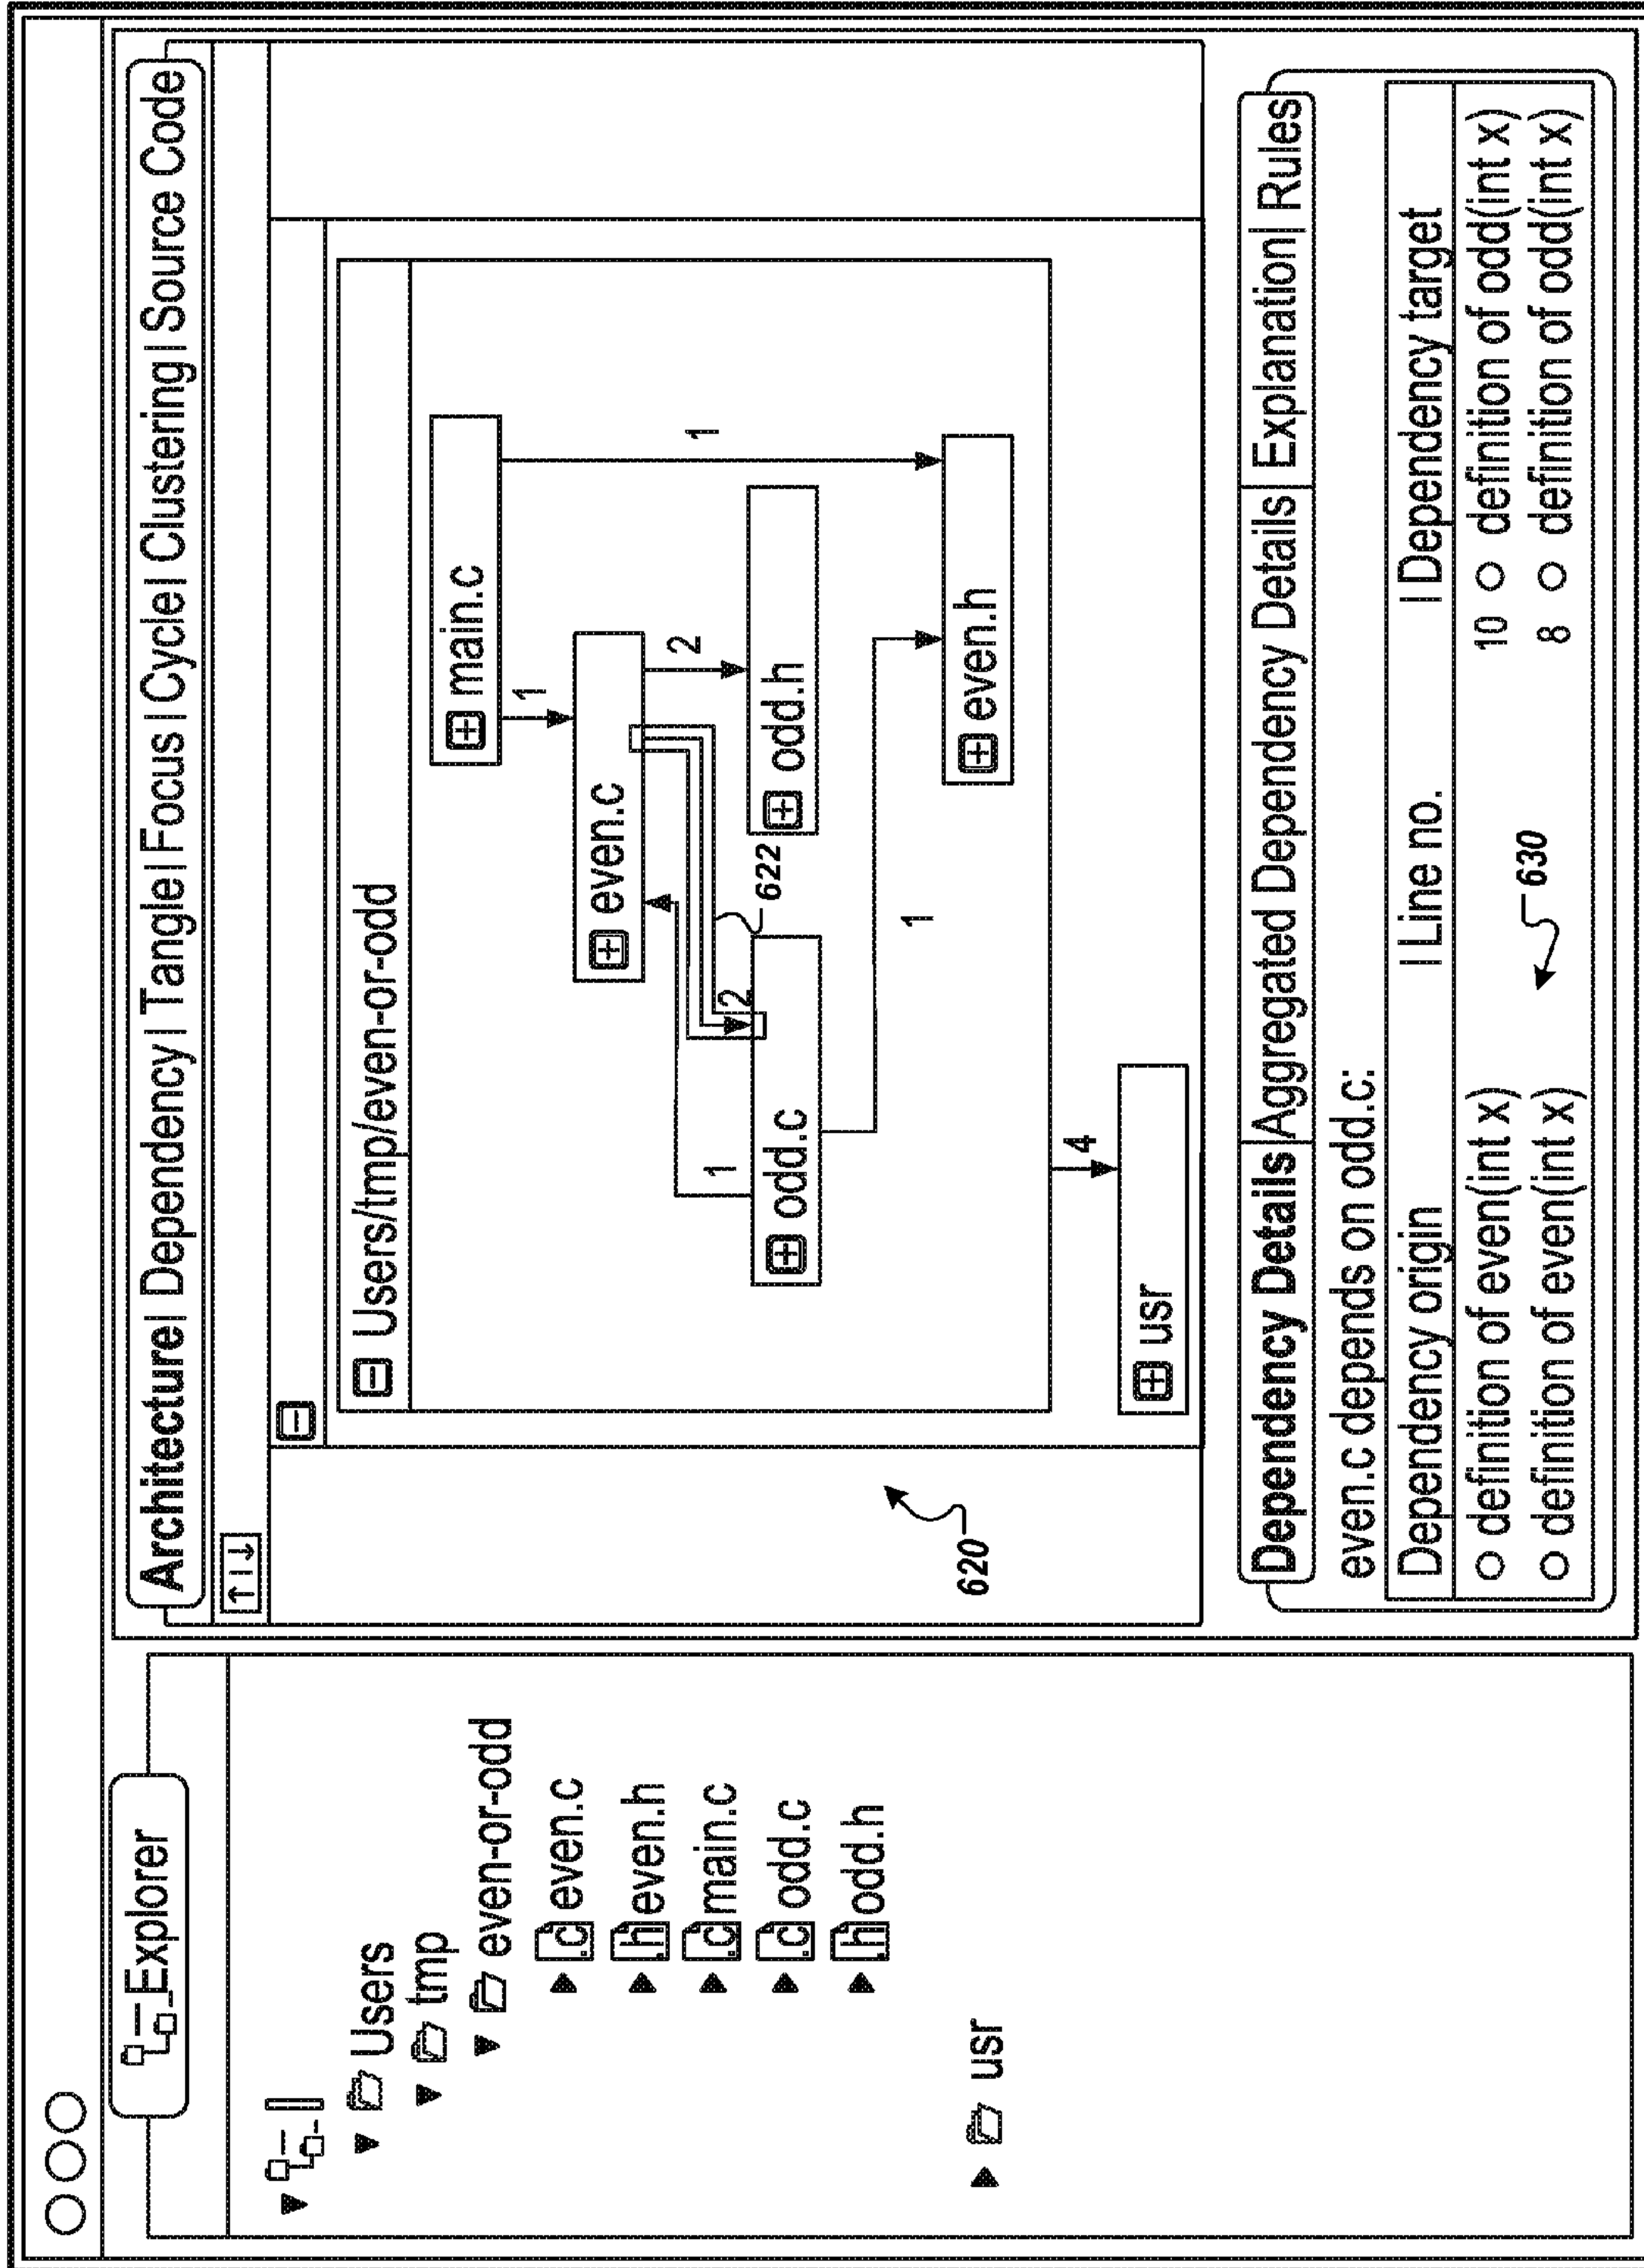 Explorer
Users
tmp
even-or-odd
.c even.c
.h even.h
.c main.c
.c odd.c
.h odd.h
usr
Architecture| Dependency| Tangle| Focus | Cycle| Clustering| Source Code
Users/tmp/even-or-odd
main.c
1
1
even.c
2
622
1
2
odd.c
odd.h
1
even.h
4
usr
620
Dependency Details|Aggregated Dependency Details| Explanation| Rules
even.c depends on odd.c:
Dependency origin | Line no. | Dependency target
definition of even(int x) 10 definition of odd(int x)
definition of even(int x) 8 definition of odd(int x)
630